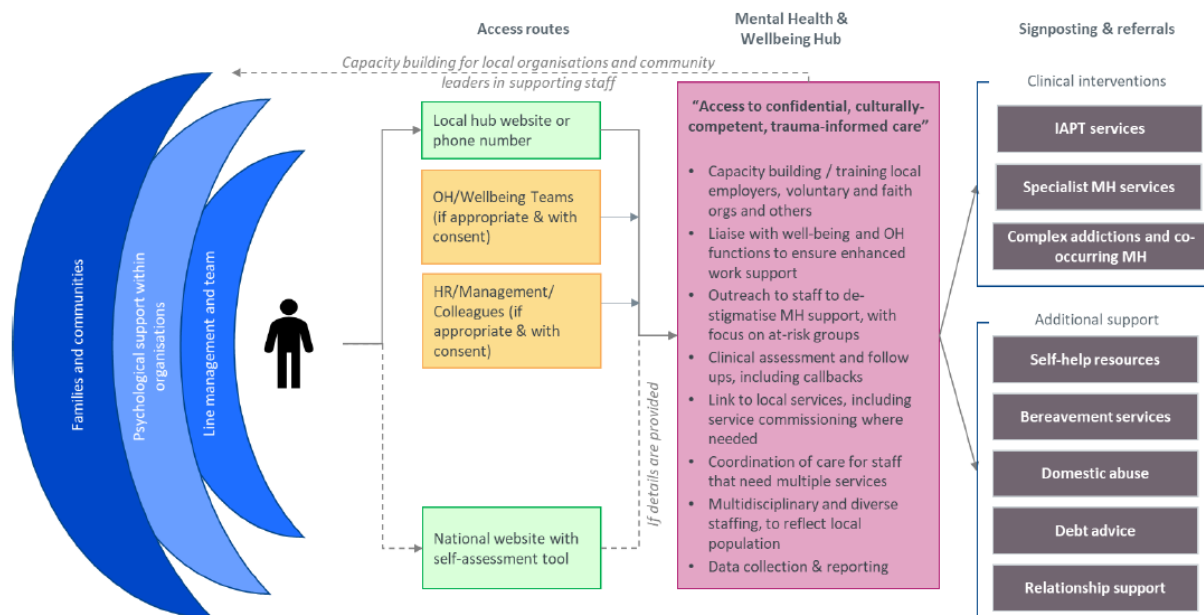 Access routes
Mental Health &
Wellbeing Hub
Signposting & referrals
Capacity building for local organisations and community
leaders in supporting staff
Families and communities
Psychological support within
organisations
Line management and team
Local hub website or
phone number
OH/Wellbeing Teams
(if appropriate & with
consent)
HR/Management/
Colleagues (if
appropriate & with
consent)
National website with
self-assessment tool
If details are provided
“Access to confidential, culturally-
competent, trauma-informed care”
• Capacity building / training local
employers, voluntary and faith
orgs and others
• Liaise with well-being and OH
functions to ensure enhanced
work support
• Outreach to staff to de-
stigmatise MH support, with
focus on at-risk groups
• Clinical assessment and follow
ups, including callbacks
• Link to local services, including
service commissioning where
needed
• Coordination of care for staff
that need multiple services
• Multidisciplinary and diverse
staffing, to reflect local
population
• Data collection & reporting
Clinical interventions
IAPT services
Specialist MH services
Complex addictions and co-
occurring MH
Additional support
Self-help resources
Bereavement services
Domestic abuse
Debt advice
Relationship support